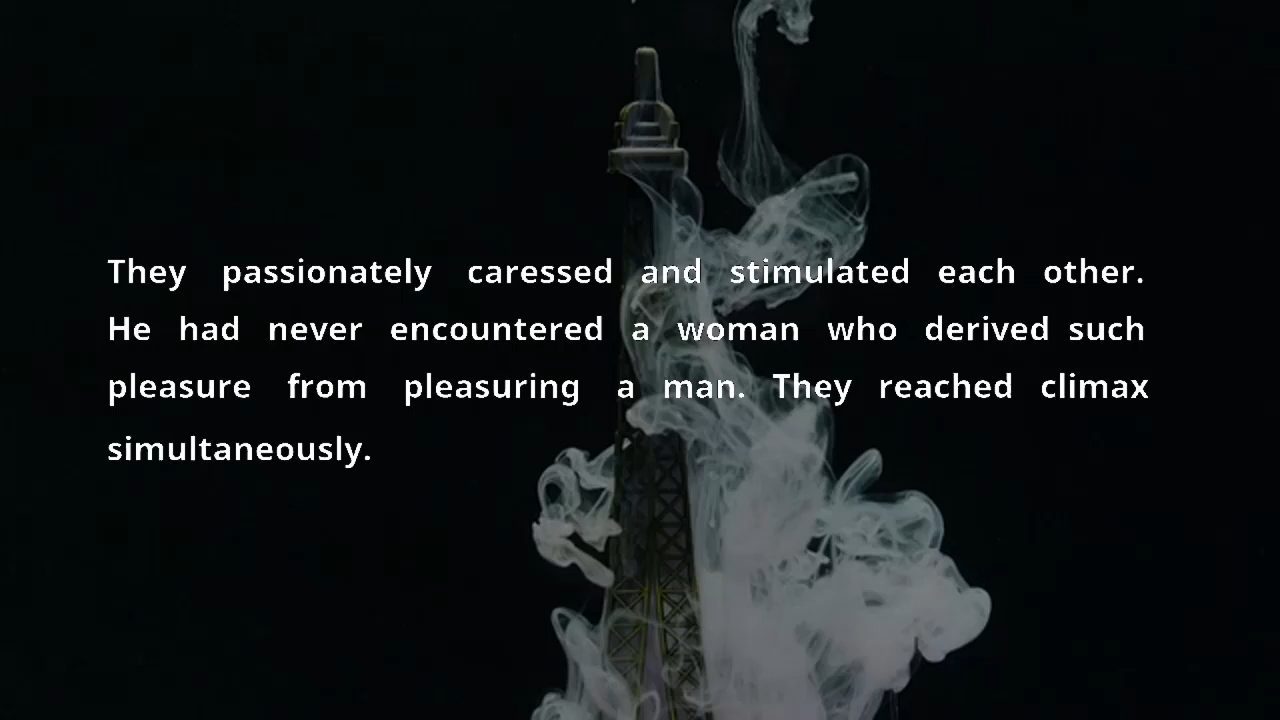 They passionately caressed and stimulated each other.
He had never encountered a woman who derived such
pleasure from pleasuring a man. They reached climax
simultaneously.